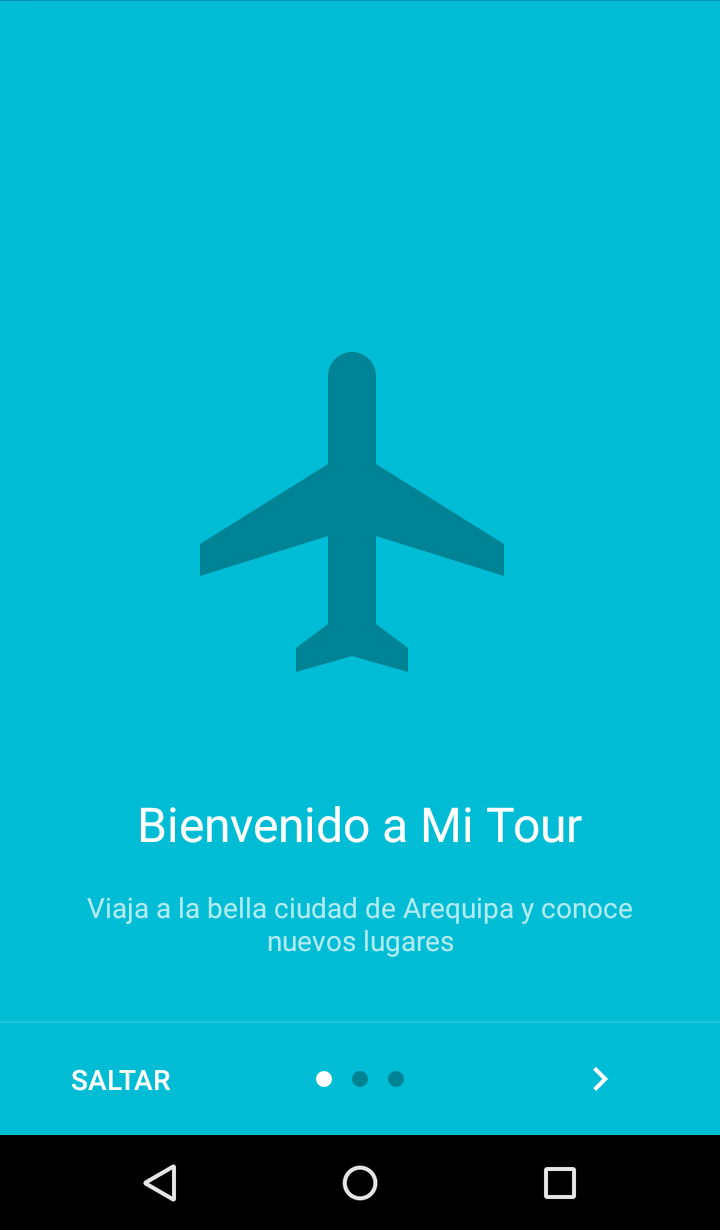 Bienvenido a Mi Tour
Viaja a la bella ciudad de Arequipa y conoce
nuevos lugares
SALTAR